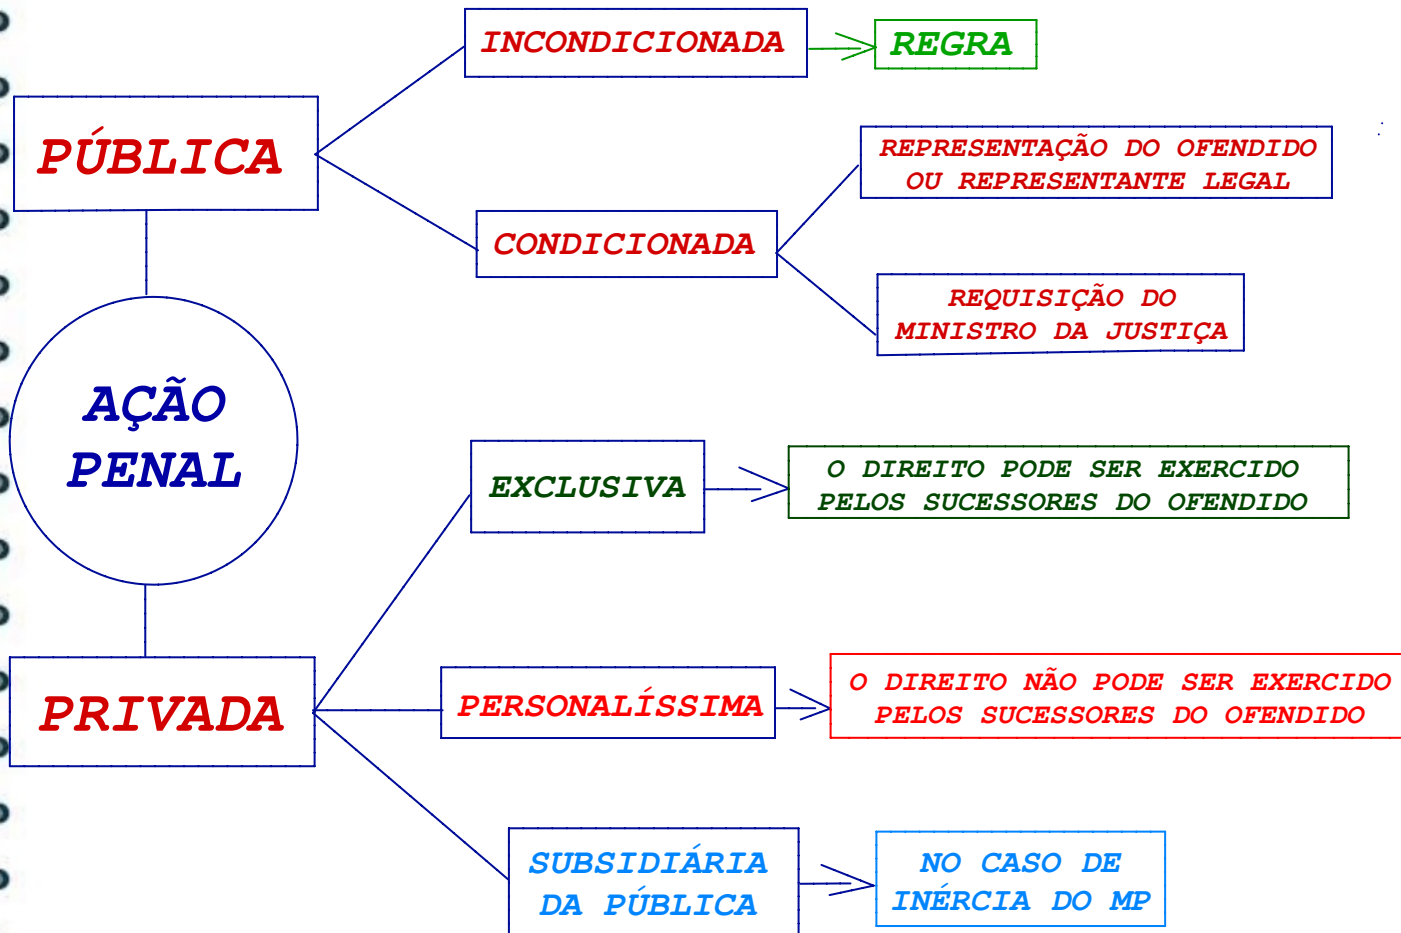 INCONDICIONADA
REGRA
PÚBLICA
REPRESENTAÇÃO DO OFENDIDO
OU REPRESENTANTE LEGAL
CONDICIONADA
REQUISIÇÃO DO
MINISTRO DA JUSTIÇA
AÇÃO
PENAL
EXCLUSIVA
O DIREITO PODE SER EXERCIDO
PELOS SUCESSORES DO OFENDIDO
PRIVADA
PERSONALÍSSIMA
O DIREITO NÃO PODE SER EXERCIDO
PELOS SUCESSORES DO OFENDIDO
SUBSIDIÁRIA
DA PÚBLICA
NO CASO DE
INÉRCIA DO MP